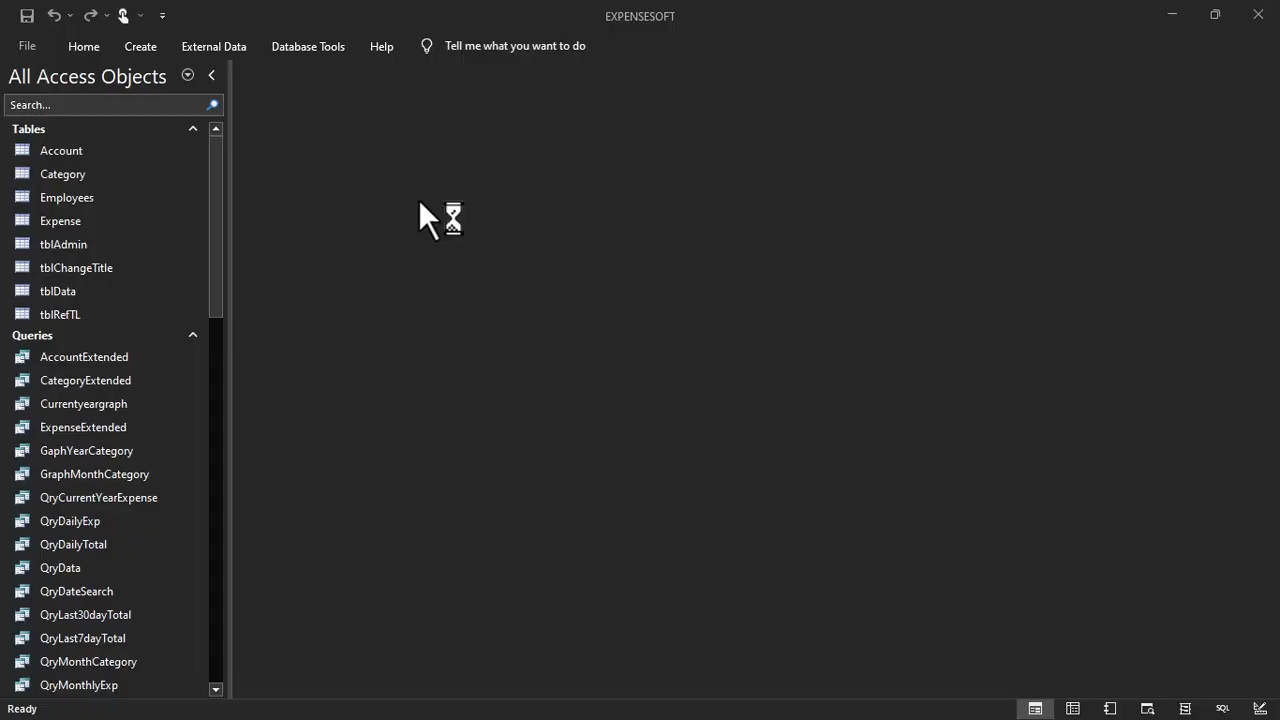 EXPENSESOFT
File Home Create External Data Database Tools Help Tell me what you want to do
All Access Objects
Search...
Tables
Account
Category
Employees
Expense
tblAdmin
tblChangeTitle
tblData
tblRefTL
Queries
AccountExtended
CategoryExtended
Currentyeargraph
ExpenseExtended
GaphYearCategory
GraphMonthCategory
QryCurrentYearExpense
QryDailyExp
QryDailyTotal
QryData
QryDateSearch
QryLast30dayTotal
QryLast7dayTotal
QryMonthCategory
QryMonthlyExp
Ready SQL